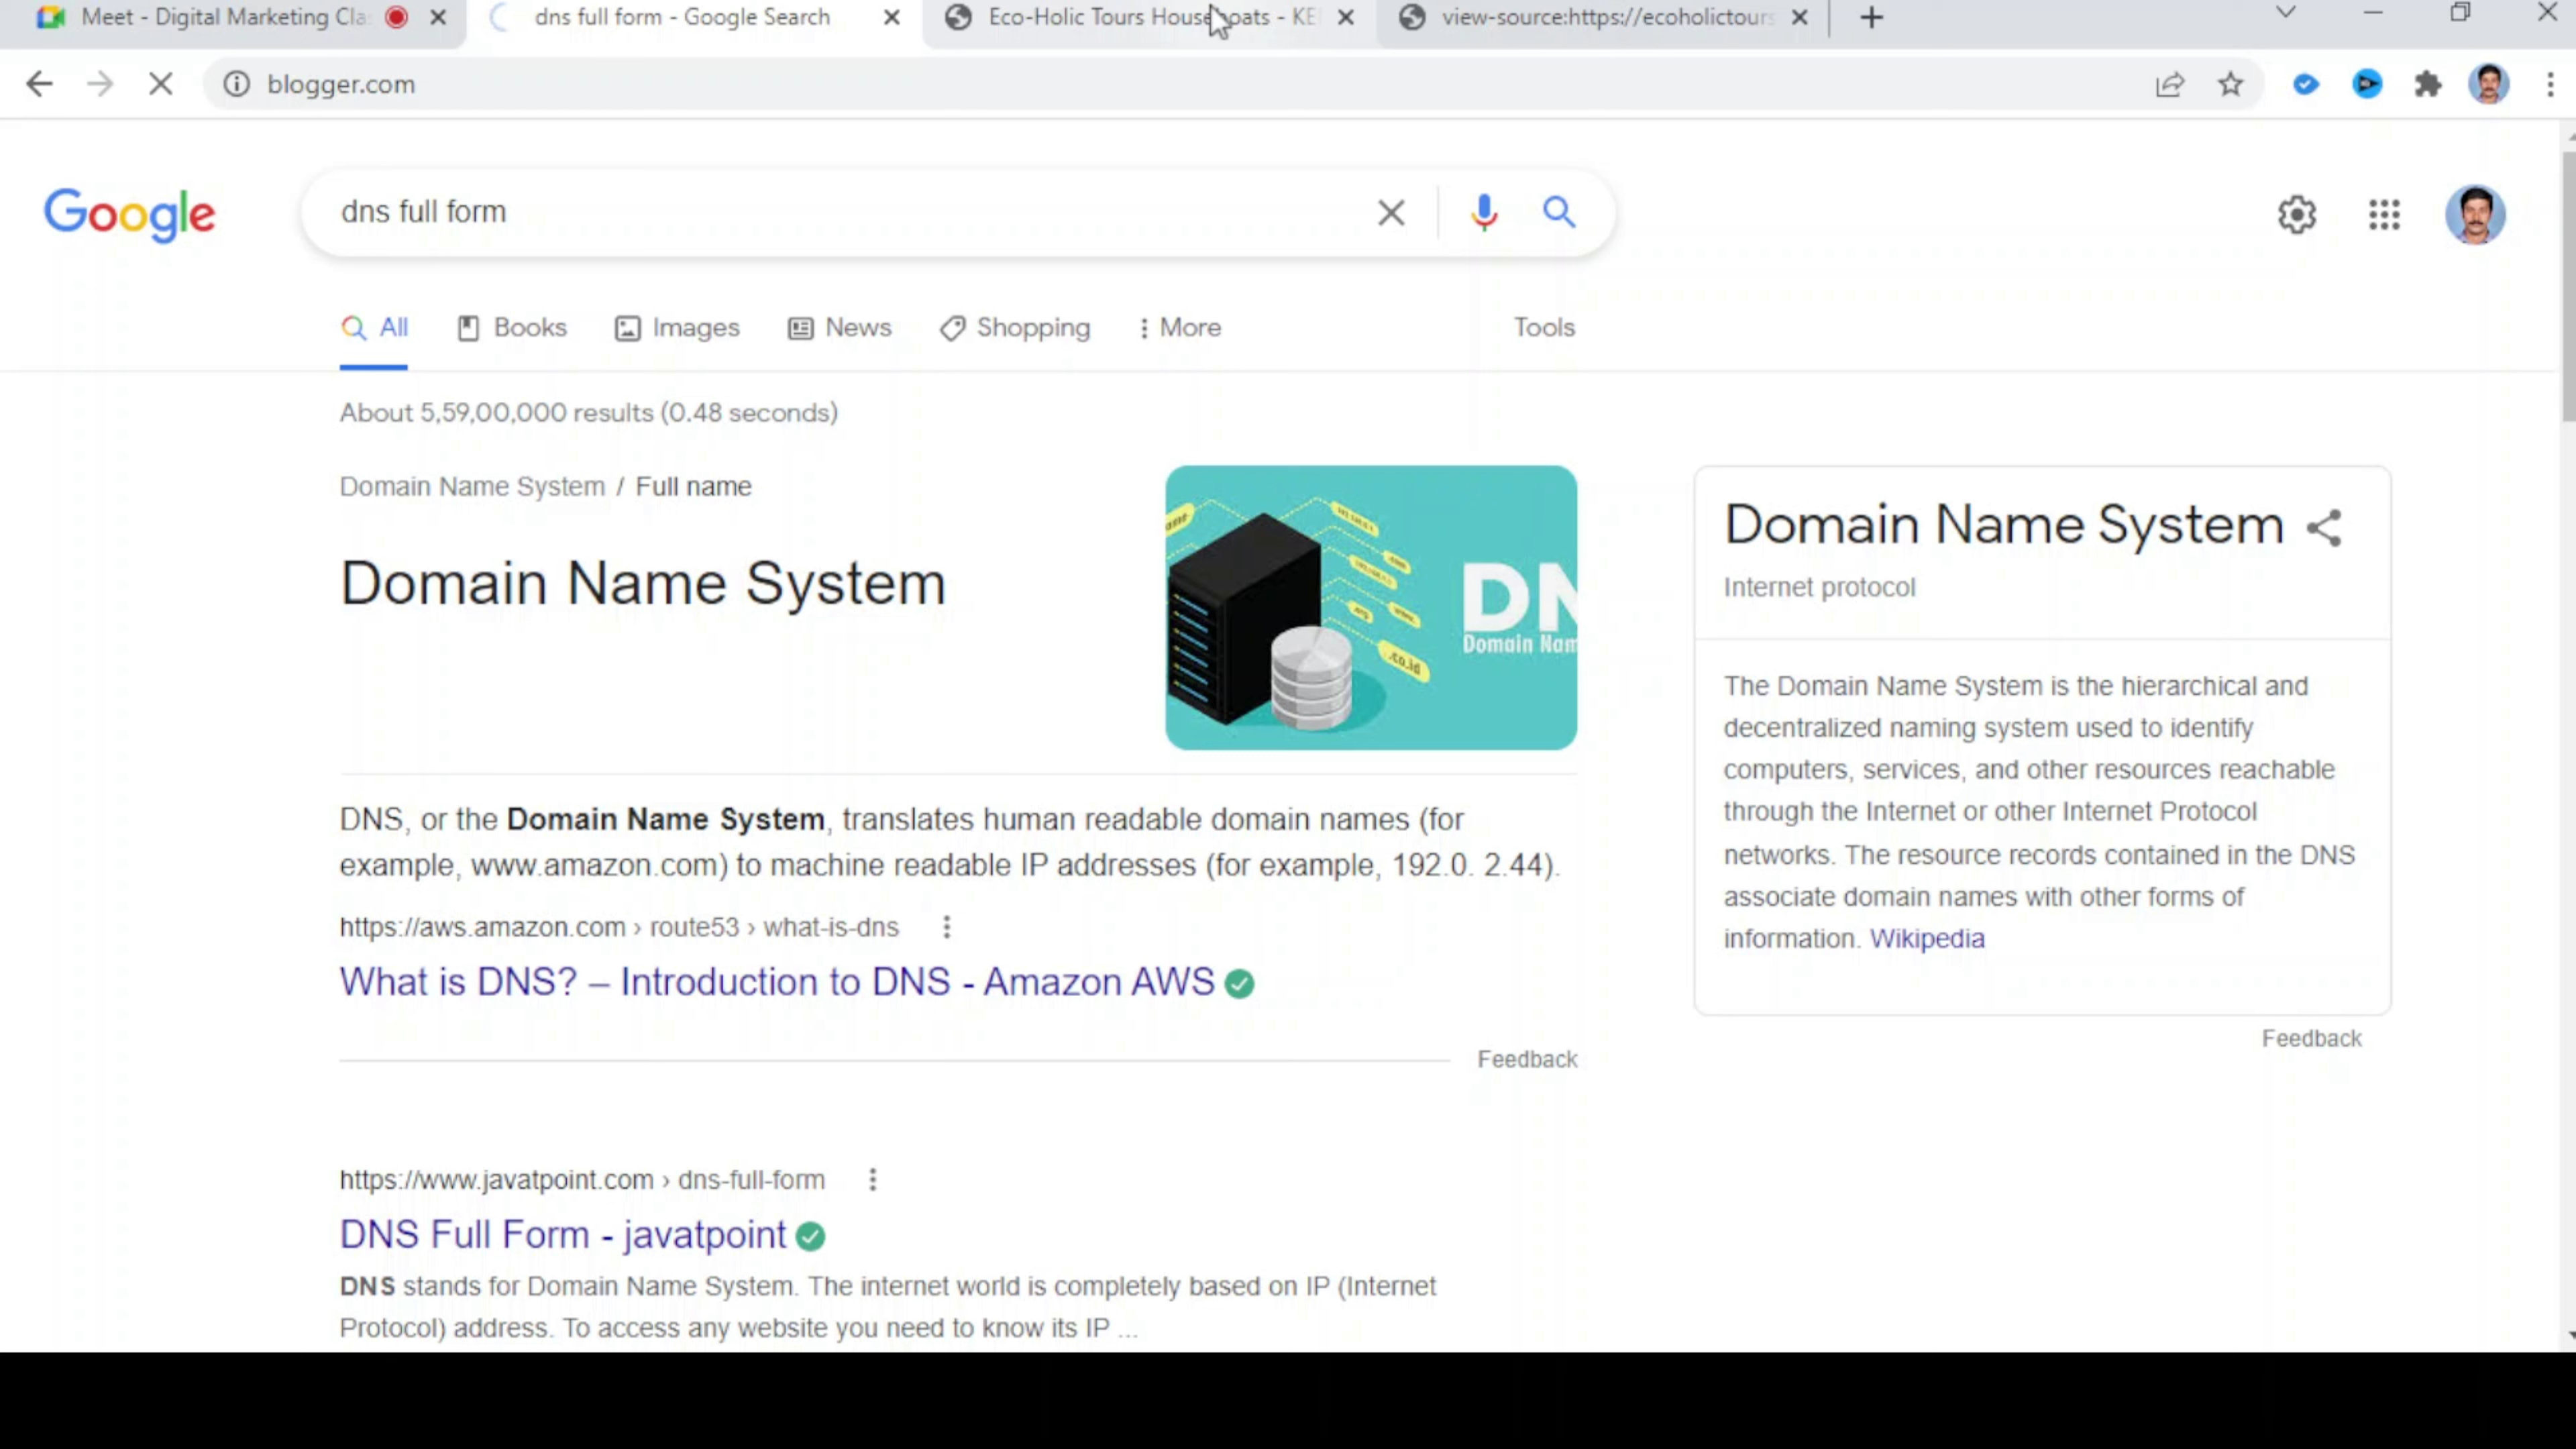 Meet - Digital Marketing Cla
dns full form - Google Search
Eco-Holic Tours Houseboats - KE
view-source:https://ecoholictours
blogger.com
Google
dns full form
All
Books
Images
News
Shopping
More
Tools
About 5,59,00,000 results (0.48 seconds)
Domain Name System / Full name
Domain Name System
DN
Domain Nam
.co.id
Domain Name System
Internet protocol
The Domain Name System is the hierarchical and
decentralized naming system used to identify
computers, services, and other resources reachable
through the Internet or other Internet Protocol
networks. The resource records contained in the DNS
associate domain names with other forms of
information. Wikipedia
Feedback
DNS, or the Domain Name System, translates human readable domain names (for
example, www.amazon.com) to machine readable IP addresses (for example, 192.0. 2.44).
https://aws.amazon.com › route53 › what-is-dns
What is DNS? – Introduction to DNS - Amazon AWS
Feedback
https://www.javatpoint.com › dns-full-form
DNS Full Form - javatpoint
DNS stands for Domain Name System. The internet world is completely based on IP (Internet
Protocol) address. To access any website you need to know its IP ...